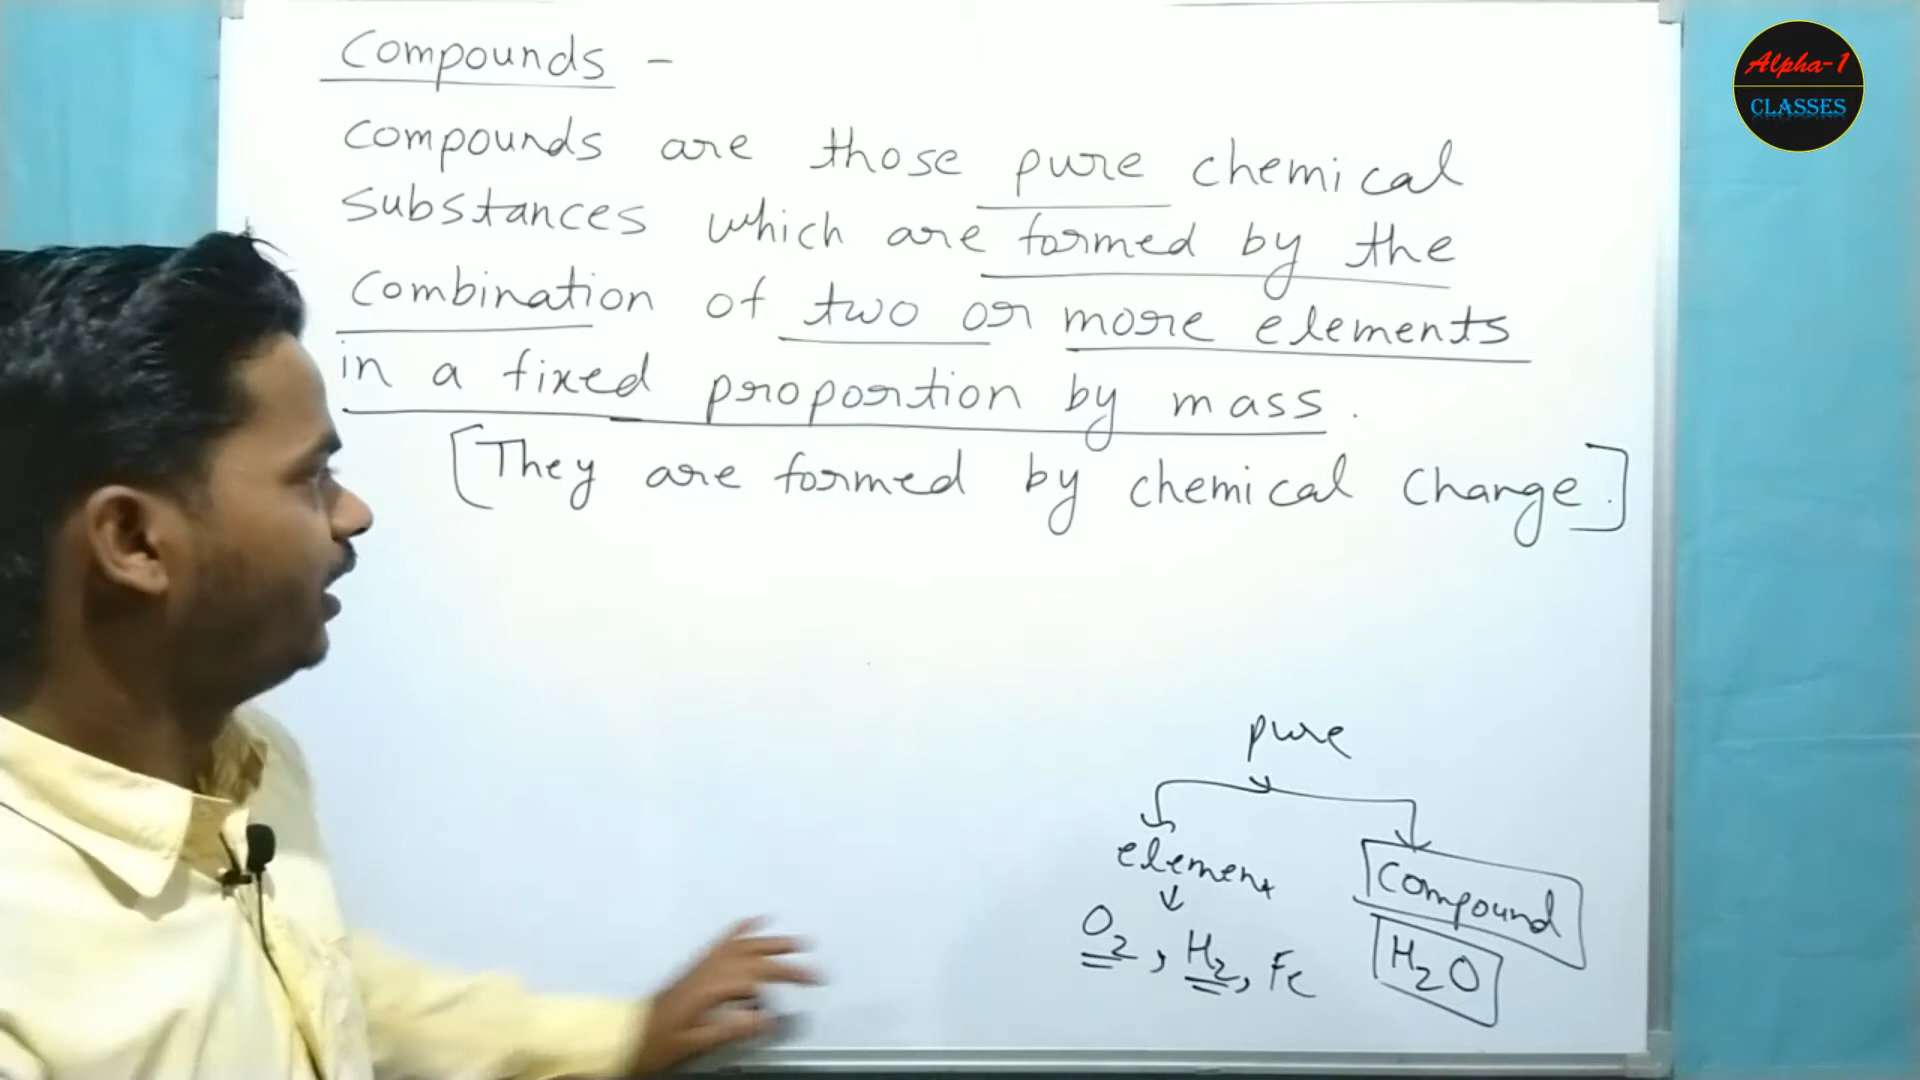 Compounds -
Compounds are those pure chemical
substances which are formed by the
combination of two or more elements
in a fixed proportion by mass.
[They are formed by chemical change.]
pure
element
Compound
O2, H2, Fe
H2O
Alpha-1
CLASSES